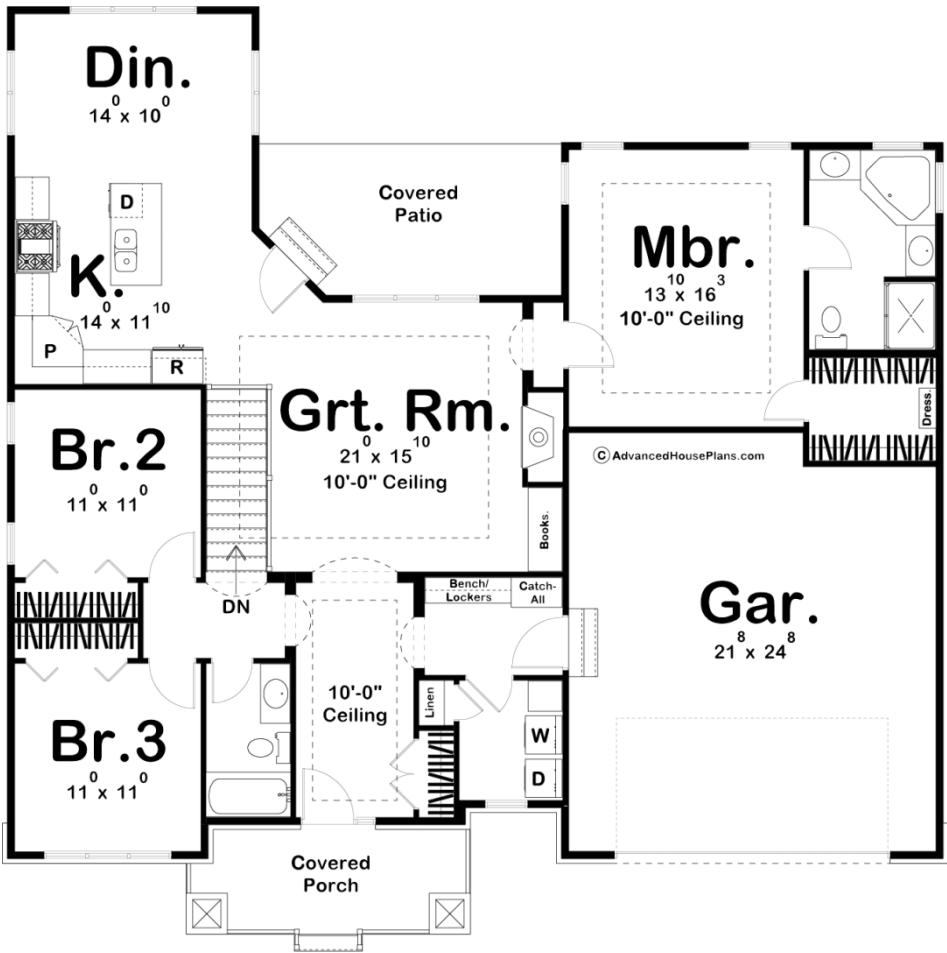 Din.
14⁰ x 10⁰
Covered
Patio
D
K.
14⁰ x 11¹⁰
P
R
Mbr.
13¹⁰ x 16³
10'-0" Ceiling
Dress.
Grt. Rm.
21⁰ x 15¹⁰
10'-0" Ceiling
Books.
© AdvancedHousePlans.com
Br.2
11⁰ x 11⁰
DN
Bench/
Lockers
Catch-
All
Gar.
21⁸ x 24⁸
10'-0"
Ceiling
Linen
W
D
Br.3
11⁰ x 11⁰
Covered
Porch